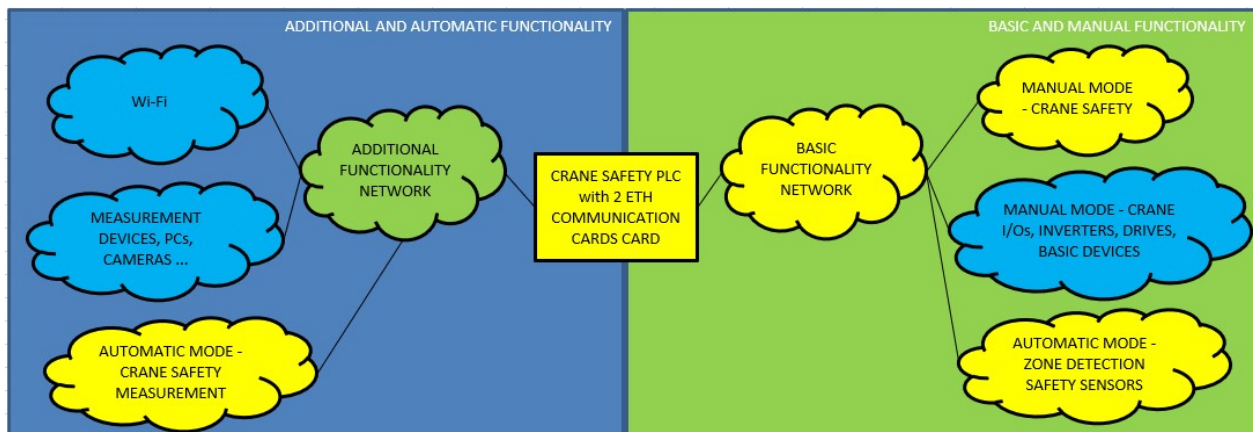 ADDITIONAL AND AUTOMATIC FUNCTIONALITY
BASIC AND MANUAL FUNCTIONALITY
Wi-Fi
MEASUREMENT
DEVICES, PCs,
CAMERAS ...
AUTOMATIC MODE -
CRANE SAFETY
MEASUREMENT
ADDITIONAL
FUNCTIONALITY
NETWORK
CRANE SAFETY PLC
with 2 ETH
COMMUNICATION
CARDS CARD
BASIC
FUNCTIONALITY
NETWORK
MANUAL MODE
- CRANE SAFETY
MANUAL MODE - CRANE
I/Os, INVERTERS, DRIVES,
BASIC DEVICES
AUTOMATIC MODE -
ZONE DETECTION
SAFETY SENSORS